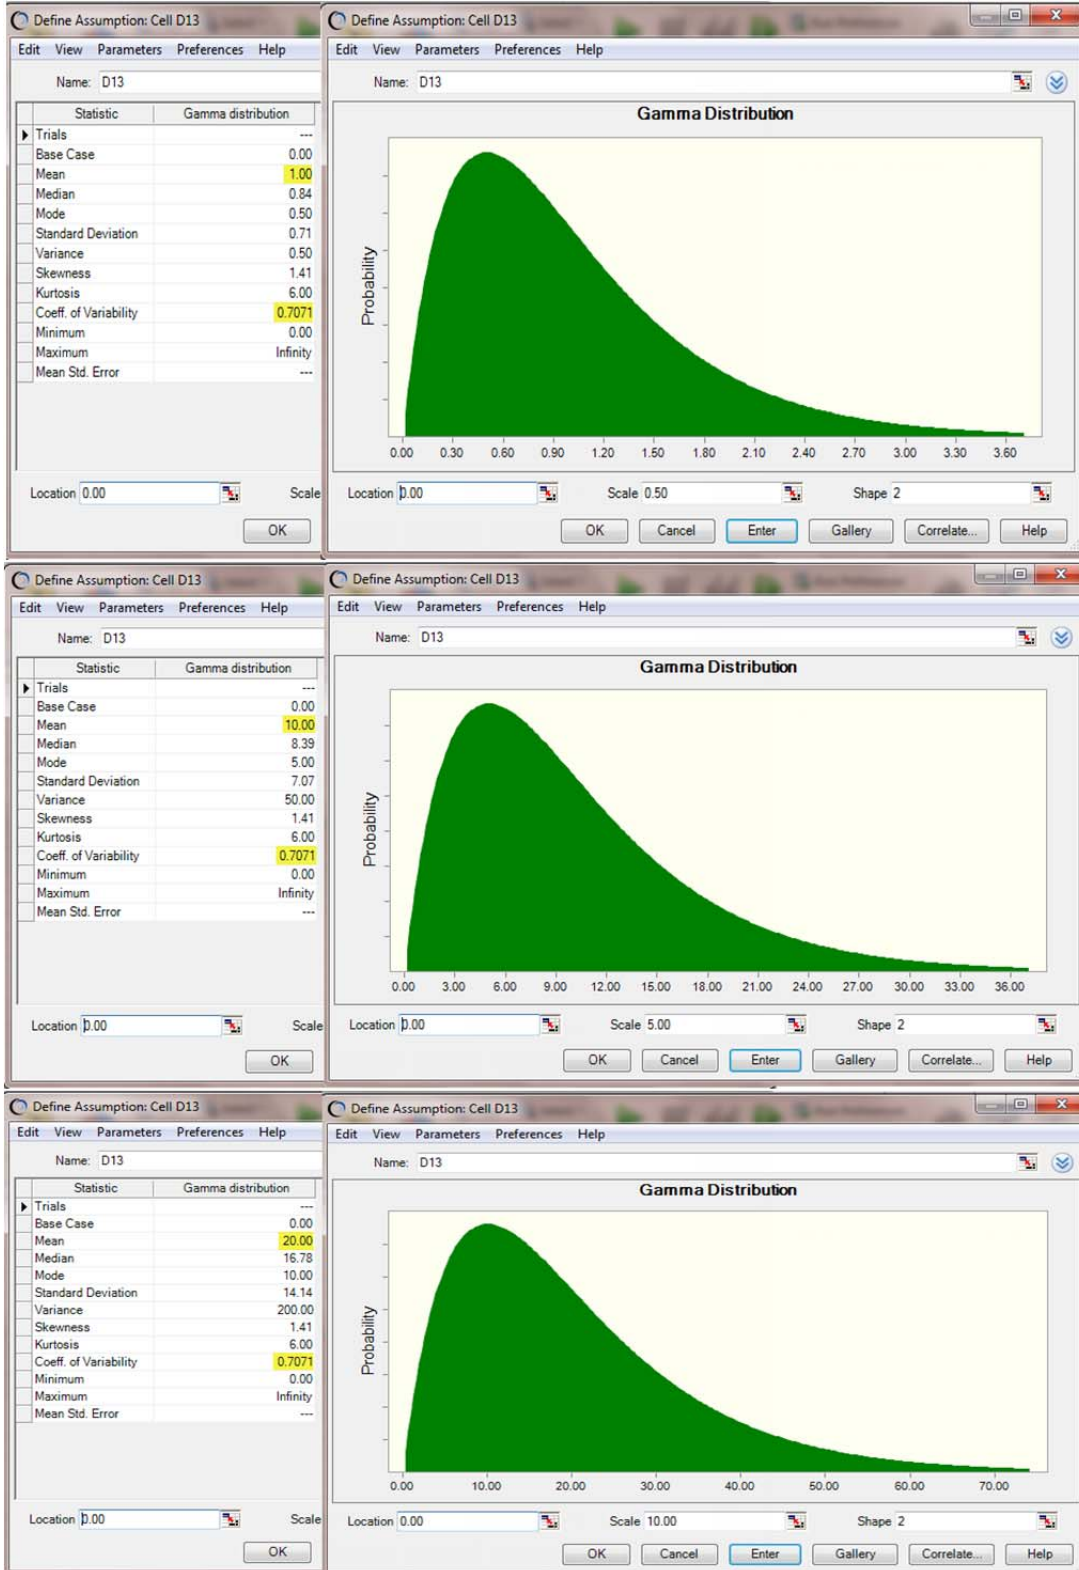 Define Assumption: Cell D13
Edit View Parameters Preferences Help
Name: D13
Statistic Gamma distribution
Trials ---
Base Case 0.00
Mean 1.00
Median 0.84
Mode 0.50
Standard Deviation 0.71
Variance 0.50
Skewness 1.41
Kurtosis 6.00
Coeff. of Variability 0.7071
Minimum 0.00
Maximum Infinity
Mean Std. Error ---
Location 0.00 Scale
OK
Define Assumption: Cell D13
Edit View Parameters Preferences Help
Name: D13
Gamma Distribution
Probability
0.00 0.30 0.60 0.90 1.20 1.50 1.80 2.10 2.40 2.70 3.00 3.30 3.60
Location 0.00 Scale 0.50 Shape 2
OK Cancel Enter Gallery Correlate... Help
Define Assumption: Cell D13
Edit View Parameters Preferences Help
Name: D13
Statistic Gamma distribution
Trials ---
Base Case 0.00
Mean 10.00
Median 8.39
Mode 5.00
Standard Deviation 7.07
Variance 50.00
Skewness 1.41
Kurtosis 6.00
Coeff. of Variability 0.7071
Minimum 0.00
Maximum Infinity
Mean Std. Error ---
Location 0.00 Scale
OK
Define Assumption: Cell D13
Edit View Parameters Preferences Help
Name: D13
Gamma Distribution
Probability
0.00 3.00 6.00 9.00 12.00 15.00 18.00 21.00 24.00 27.00 30.00 33.00 36.00
Location 0.00 Scale 5.00 Shape 2
OK Cancel Enter Gallery Correlate... Help
Define Assumption: Cell D13
Edit View Parameters Preferences Help
Name: D13
Statistic Gamma distribution
Trials ---
Base Case 0.00
Mean 20.00
Median 16.78
Mode 10.00
Standard Deviation 14.14
Variance 200.00
Skewness 1.41
Kurtosis 6.00
Coeff. of Variability 0.7071
Minimum 0.00
Maximum Infinity
Mean Std. Error ---
Location 0.00 Scale
OK
Define Assumption: Cell D13
Edit View Parameters Preferences Help
Name: D13
Gamma Distribution
Probability
0.00 10.00 20.00 30.00 40.00 50.00 60.00 70.00
Location 0.00 Scale 10.00 Shape 2
OK Cancel Enter Gallery Correlate... Help